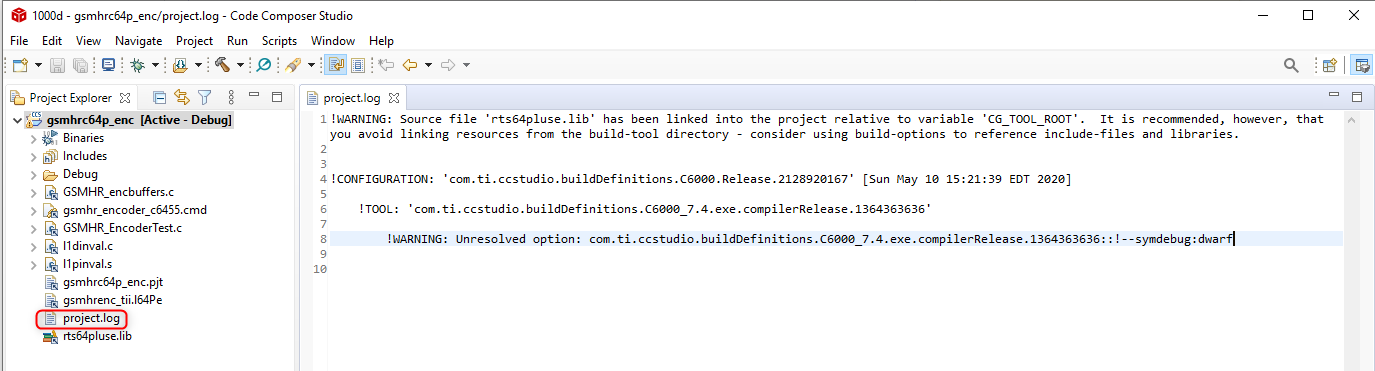 1000d - gsmhrc64p_enc/project.log - Code Composer Studio
File Edit View Navigate Project Run Scripts Window Help
Project Explorer
gsmhrc64p_enc [Active - Debug]
Binaries
Includes
Debug
GSMHR_encbuffers.c
gsmhr_encoder_c6455.cmd
GSMHR_EncoderTest.c
l1dinval.c
l1pinval.s
gsmhrc64p_enc.pjt
gsmhrenc_tii.l64Pe
project.log
rts64pluse.lib
project.log
1 !WARNING: Source file 'rts64pluse.lib' has been linked into the project relative to variable 'CG_TOOL_ROOT'.  It is recommended, however, that
you avoid linking resources from the build-tool directory - consider using build-options to reference include-files and libraries.
2
3
4 !CONFIGURATION: 'com.ti.ccstudio.buildDefinitions.C6000.Release.2128920167' [Sun May 10 15:21:39 EDT 2020]
5
6 !TOOL: 'com.ti.ccstudio.buildDefinitions.C6000_7.4.exe.compilerRelease.1364363636'
7
8 !WARNING: Unresolved option: com.ti.ccstudio.buildDefinitions.C6000_7.4.exe.compilerRelease.1364363636::!--symdebug:dwarf
9
10